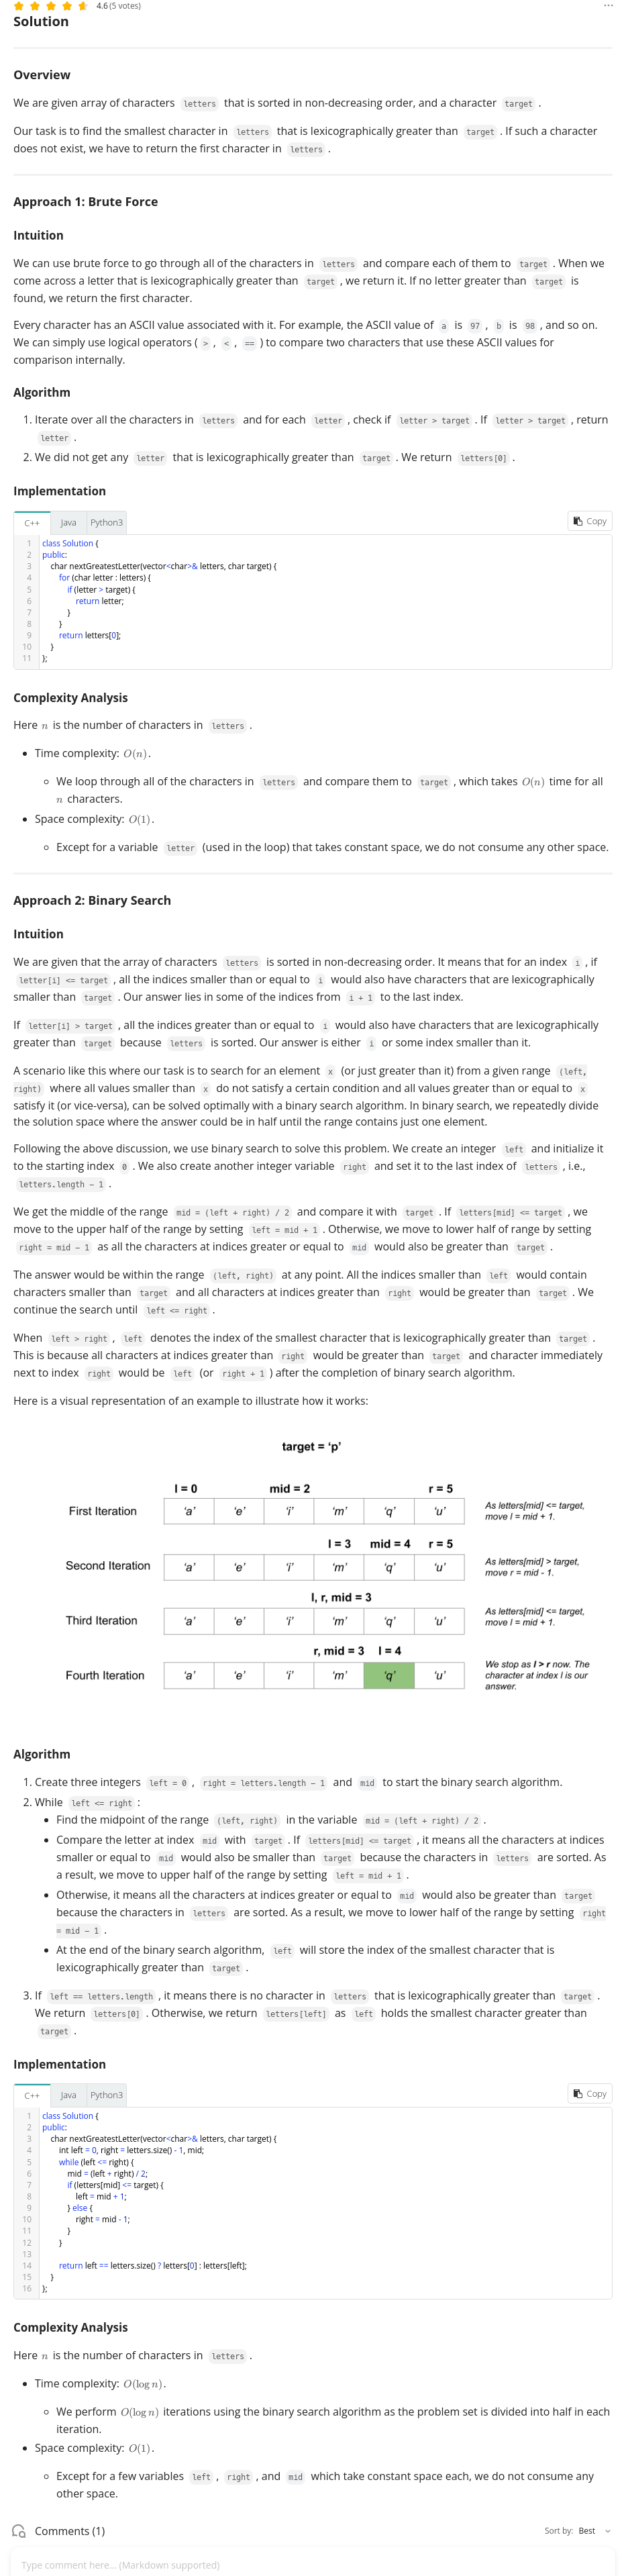 4.6 (5 votes)
Solution
Overview
We are given array of characters letters that is sorted in non-decreasing order, and a character target .
Our task is to find the smallest character in letters that is lexicographically greater than target . If such a character
does not exist, we have to return the first character in letters .
Approach 1: Brute Force
Intuition
We can use brute force to go through all of the characters in letters and compare each of them to target . When we
come across a letter that is lexicographically greater than target , we return it. If no letter greater than target is
found, we return the first character.
Every character has an ASCII value associated with it. For example, the ASCII value of a is 97 , b is 98 , and so on.
We can simply use logical operators ( > , < , == ) to compare two characters that use these ASCII values for
comparison internally.
Algorithm
1. Iterate over all the characters in letters and for each letter , check if letter > target . If letter > target , return
letter .
2. We did not get any letter that is lexicographically greater than target . We return letters[0] .
Implementation
C++ Java Python3 Copy
1 class Solution {
2 public:
3 char nextGreatestLetter(vector<char>& letters, char target) {
4 for (char letter : letters) {
5 if (letter > target) {
6 return letter;
7 }
8 }
9 return letters[0];
10 }
11 };
Complexity Analysis
Here n is the number of characters in letters .
• Time complexity: O(n).
○ We loop through all of the characters in letters and compare them to target , which takes O(n) time for all
n characters.
• Space complexity: O(1).
○ Except for a variable letter (used in the loop) that takes constant space, we do not consume any other space.
Approach 2: Binary Search
Intuition
We are given that the array of characters letters is sorted in non-decreasing order. It means that for an index i , if
letter[i] <= target , all the indices smaller than or equal to i would also have characters that are lexicographically
smaller than target . Our answer lies in some of the indices from i + 1 to the last index.
If letter[i] > target , all the indices greater than or equal to i would also have characters that are lexicographically
greater than target because letters is sorted. Our answer is either i or some index smaller than it.
A scenario like this where our task is to search for an element x (or just greater than it) from a given range (left,
right) where all values smaller than x do not satisfy a certain condition and all values greater than or equal to x
satisfy it (or vice-versa), can be solved optimally with a binary search algorithm. In binary search, we repeatedly divide
the solution space where the answer could be in half until the range contains just one element.
Following the above discussion, we use binary search to solve this problem. We create an integer left and initialize it
to the starting index 0 . We also create another integer variable right and set it to the last index of letters , i.e.,
letters.length - 1 .
We get the middle of the range mid = (left + right) / 2 and compare it with target . If letters[mid] <= target , we
move to the upper half of the range by setting left = mid + 1 . Otherwise, we move to lower half of range by setting
right = mid - 1 as all the characters at indices greater or equal to mid would also be greater than target .
The answer would be within the range (left, right) at any point. All the indices smaller than left would contain
characters smaller than target and all characters at indices greater than right would be greater than target . We
continue the search until left <= right .
When left > right , left denotes the index of the smallest character that is lexicographically greater than target .
This is because all characters at indices greater than right would be greater than target and character immediately
next to index right would be left (or right + 1 ) after the completion of binary search algorithm.
Here is a visual representation of an example to illustrate how it works:
target = ‘p’
l = 0 mid = 2 r = 5
First Iteration ‘a’ ‘e’ ‘i’ ‘m’ ‘q’ ‘u’ As letters[mid] <= target,
move l = mid + 1.
l = 3 mid = 4 r = 5
Second Iteration ‘a’ ‘e’ ‘i’ ‘m’ ‘q’ ‘u’ As letters[mid] > target,
move r = mid - 1.
l, r, mid = 3
Third Iteration ‘a’ ‘e’ ‘i’ ‘m’ ‘q’ ‘u’ As letters[mid] <= target,
move l = mid + 1.
r, mid = 3 l = 4
Fourth Iteration ‘a’ ‘e’ ‘i’ ‘m’ ‘q’ ‘u’ We stop as l > r now. The
character at index l is our
answer.
Algorithm
1. Create three integers left = 0 , right = letters.length - 1 and mid to start the binary search algorithm.
2. While left <= right :
• Find the midpoint of the range (left, right) in the variable mid = (left + right) / 2 .
• Compare the letter at index mid with target . If letters[mid] <= target , it means all the characters at indices
smaller or equal to mid would also be smaller than target because the characters in letters are sorted. As
a result, we move to upper half of the range by setting left = mid + 1 .
• Otherwise, it means all the characters at indices greater or equal to mid would also be greater than target
because the characters in letters are sorted. As a result, we move to lower half of the range by setting right
= mid - 1 .
• At the end of the binary search algorithm, left will store the index of the smallest character that is
lexicographically greater than target .
3. If left == letters.length , it means there is no character in letters that is lexicographically greater than target .
We return letters[0] . Otherwise, we return letters[left] as left holds the smallest character greater than
target .
Implementation
C++ Java Python3 Copy
1 class Solution {
2 public:
3 char nextGreatestLetter(vector<char>& letters, char target) {
4 int left = 0, right = letters.size() - 1, mid;
5 while (left <= right) {
6 mid = (left + right) / 2;
7 if (letters[mid] <= target) {
8 left = mid + 1;
9 } else {
10 right = mid - 1;
11 }
12 }
13
14 return left == letters.size() ? letters[0] : letters[left];
15 }
16 };
Complexity Analysis
Here n is the number of characters in letters .
• Time complexity: O(log n).
○ We perform O(log n) iterations using the binary search algorithm as the problem set is divided into half in each
iteration.
• Space complexity: O(1).
○ Except for a few variables left , right , and mid which take constant space each, we do not consume any
other space.
Comments (1) Sort by: Best
Type comment here... (Markdown supported)